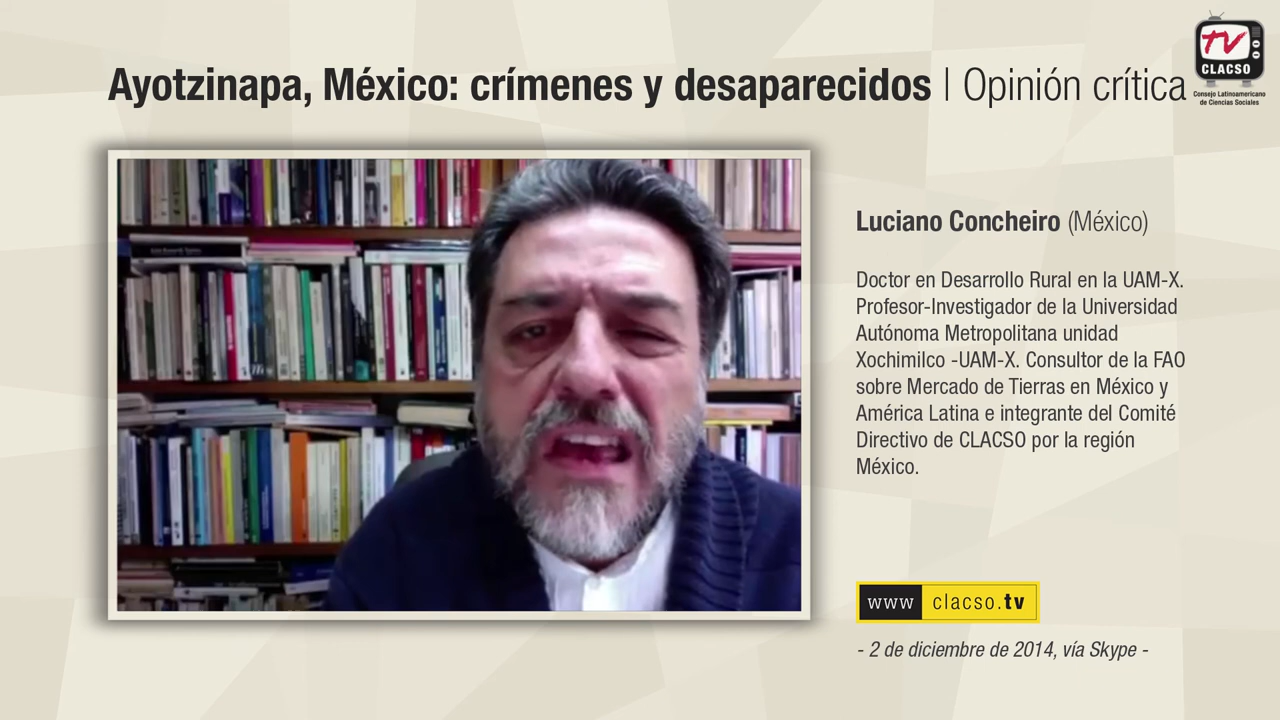 Ayotzinapa, México: crímenes y desaparecidos | Opinión crítica
TV
CLACSO
Consejo Latinoamericano
de Ciencias Sociales
Luciano Concheiro (México)
Doctor en Desarrollo Rural en la UAM-X.
Profesor-Investigador de la Universidad
Autónoma Metropolitana unidad
Xochimilco -UAM-X. Consultor de la FAO
sobre Mercado de Tierras en México y
América Latina e integrante del Comité
Directivo de CLACSO por la región
México.
www clacso.tv
- 2 de diciembre de 2014, vía Skype -